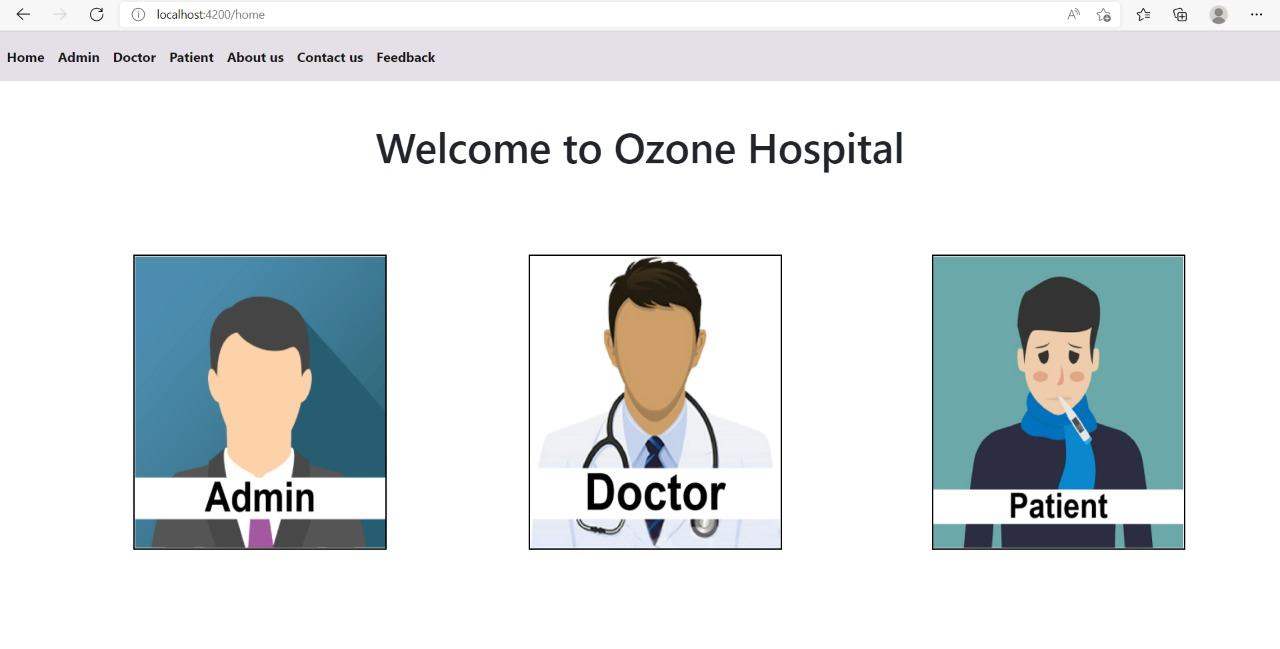 localhost:4200/home
Home Admin Doctor Patient About us Contact us Feedback
Welcome to Ozone Hospital
Admin
Doctor
Patient